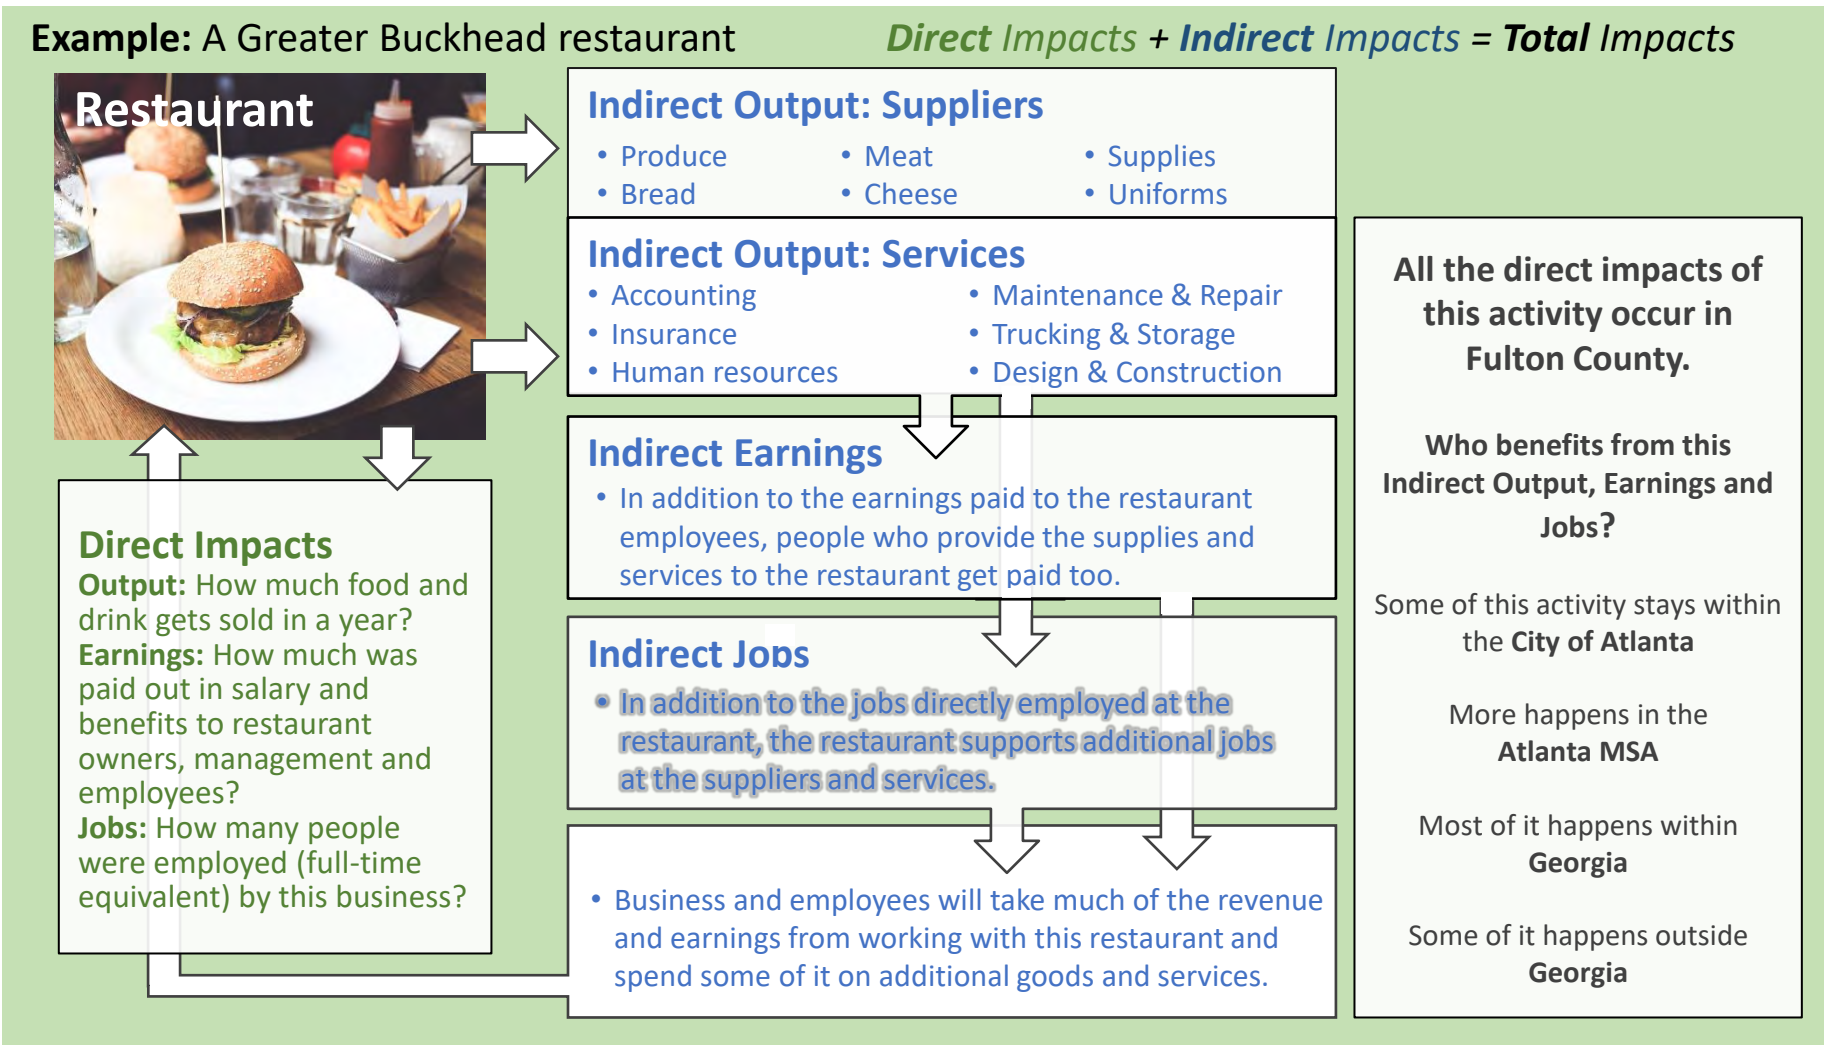 Example: A Greater Buckhead restaurant
Direct Impacts + Indirect Impacts = Total Impacts
Restaurant
Indirect Output: Suppliers
• Produce
• Bread
• Meat
• Cheese
• Supplies
• Uniforms
Indirect Output: Services
• Accounting
• Insurance
• Human resources
• Maintenance & Repair
• Trucking & Storage
• Design & Construction
Indirect Earnings
• In addition to the earnings paid to the restaurant
employees, people who provide the supplies and
services to the restaurant get paid too.
Indirect Jobs
• In addition to the jobs directly employed at the
restaurant, the restaurant supports additional jobs
at the suppliers and services.
• Business and employees will take much of the revenue
and earnings from working with this restaurant and
spend some of it on additional goods and services.
Direct Impacts
Output: How much food and
drink gets sold in a year?
Earnings: How much was
paid out in salary and
benefits to restaurant
owners, management and
employees?
Jobs: How many people
were employed (full-time
equivalent) by this business?
All the direct impacts of
this activity occur in
Fulton County.
Who benefits from this
Indirect Output, Earnings and
Jobs?
Some of this activity stays within
the City of Atlanta
More happens in the
Atlanta MSA
Most of it happens within
Georgia
Some of it happens outside
Georgia